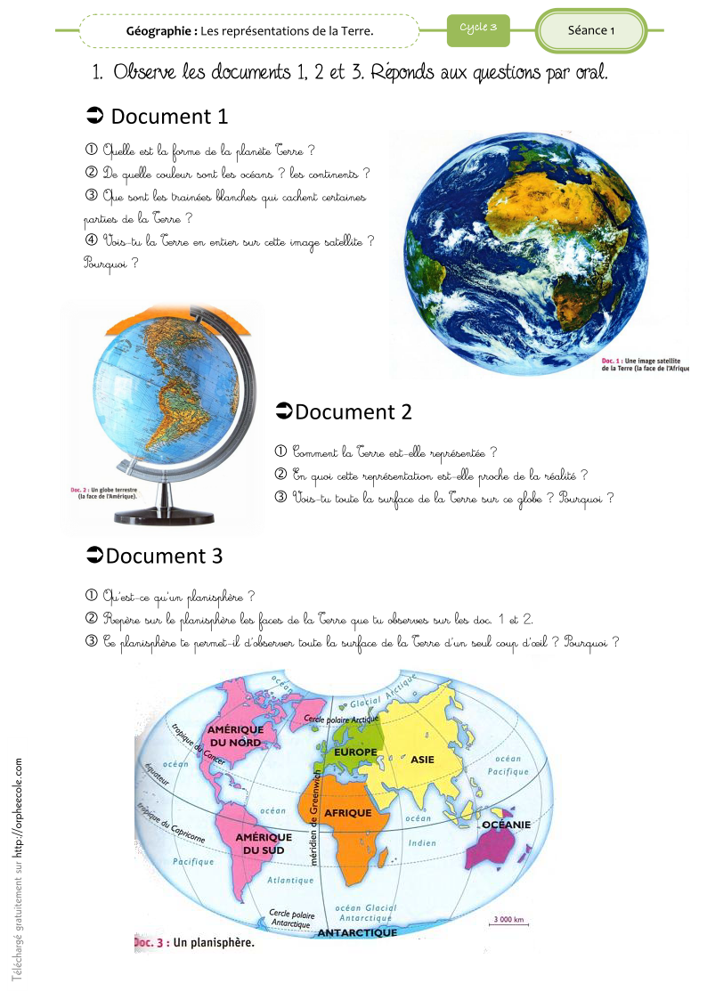 Géographie : Les représentations de la Terre.
Cycle 3
Séance 1
1. Observe les documents 1, 2 et 3. Réponds aux questions par oral.
➲ Document 1
① Quelle est la forme de la planète Terre ?
② De quelle couleur sont les océans ? les continents ?
③ Que sont les trainées blanches qui cachent certaines
parties de la Terre ?
④ Vois-tu la Terre en entier sur cette image satellite ?
Pourquoi ?
Doc. 1 : Une image satellite
de la Terre (la face de l'Afrique
➲Document 2
① Comment la Terre est-elle représentée ?
② En quoi cette représentation est-elle proche de la réalité ?
③ Vois-tu toute la surface de la Terre sur ce globe ? Pourquoi ?
Doc. 2 : Un globe terrestre
(la face de l'Amérique).
➲Document 3
① Qu'est-ce qu'un planisphère ?
② Repère sur le planisphère les faces de la Terre que tu observes sur les doc. 1 et 2.
③ Ce planisphère te permet-il d'observer toute la surface de la Terre d'un seul coup d'œil ? Pourquoi ?
océan Glacial Arctique
Cercle polaire Arctique
AMÉRIQUE
DU NORD
tropique du Cancer
EUROPE
ASIE
océan
océan
Pacifique
équateur
méridien de Greenwich
AFRIQUE
océan
océan
Indien
OCÉANIE
tropique du Capricorne
AMÉRIQUE
DU SUD
Pacifique
Atlantique
Cercle polaire
Antarctique
océan Glacial
Antarctique
ANTARCTIQUE
3 000 km
Doc. 3 : Un planisphère.
Téléchargé gratuitement sur http://orpheecole.com